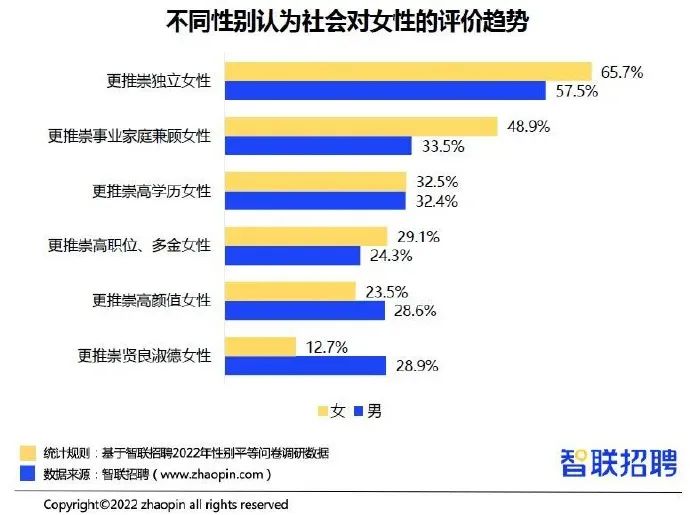 不同性别认为社会对女性的评价趋势
更推崇独立女性
65.7%
57.5%
更推崇事业家庭兼顾女性
48.9%
33.5%
更推崇高学历女性
32.5%
32.4%
更推崇高职位、多金女性
29.1%
24.3%
更推崇高颜值女性
23.5%
28.6%
更推崇贤良淑德女性
12.7%
28.9%
女 男
统计规则：基于智联招聘2022年性别平等问卷调研数据
数据来源：智联招聘（www.zhaopin.com）
智联招聘
Copyright©2022 zhaopin all rights reserved